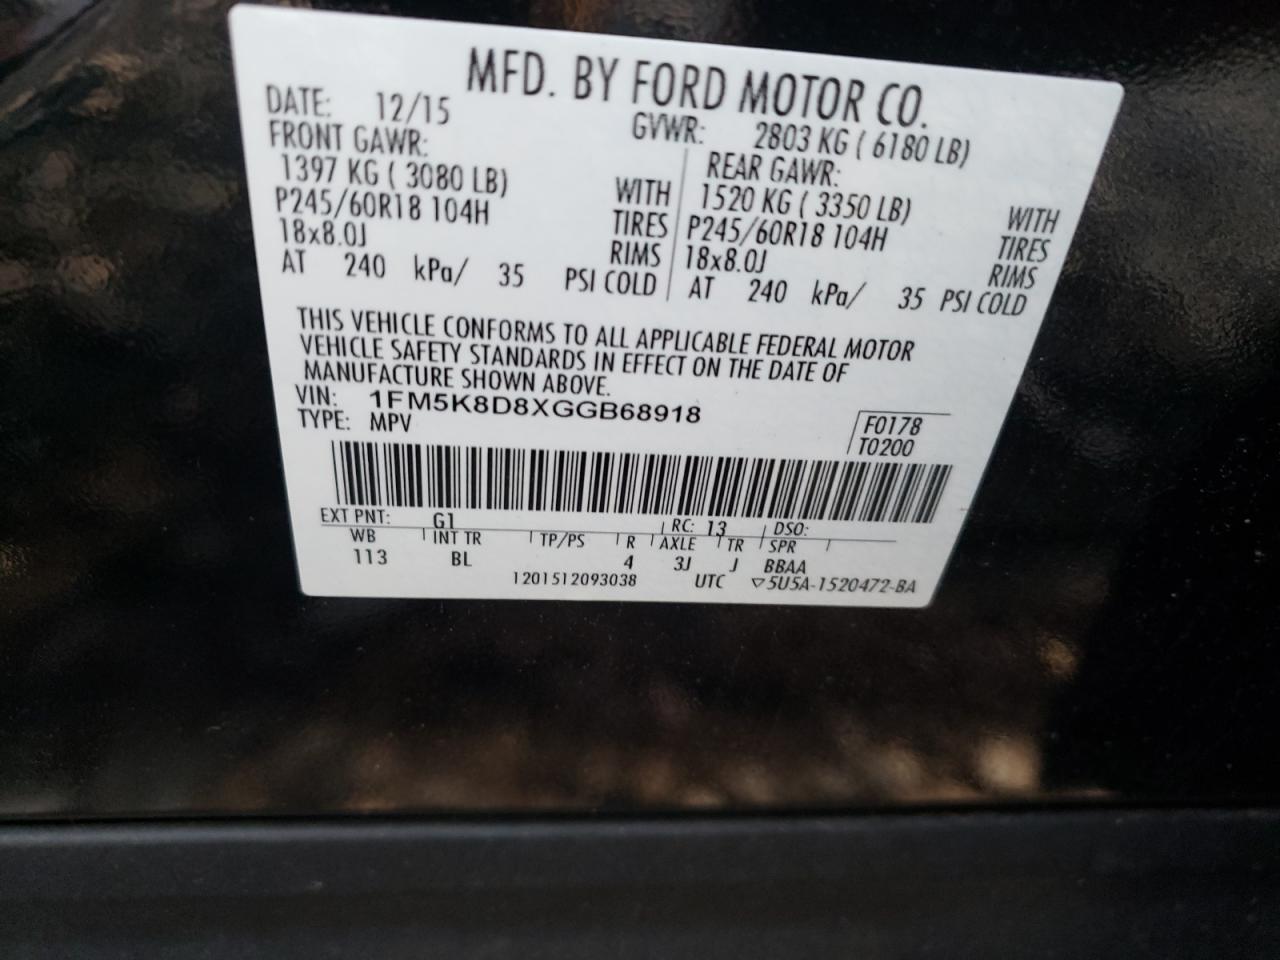 MFD. BY FORD MOTOR CO.
DATE: 12/15 GVWR: 2803 KG ( 6180 LB)
FRONT GAWR: REAR GAWR:
1397 KG ( 3080 LB) WITH 1520 KG ( 3350 LB) WITH
P245/60R18 104H TIRES P245/60R18 104H TIRES
18x8.0J RIMS 18x8.0J RIMS
AT 240 kPa/ 35 PSI COLD AT 240 kPa/ 35 PSI COLD
THIS VEHICLE CONFORMS TO ALL APPLICABLE FEDERAL MOTOR
VEHICLE SAFETY STANDARDS IN EFFECT ON THE DATE OF
MANUFACTURE SHOWN ABOVE.
VIN: 1FM5K8D8XGGB68918
TYPE: MPV
F0178
T0200
EXT PNT: G1 RC: 13 DSO:
WB INT TR TP/PS R AXLE TR SPR
113 BL 4 3J J BBAA
1201512093038 UTC ▽5U5A-1520472-BA